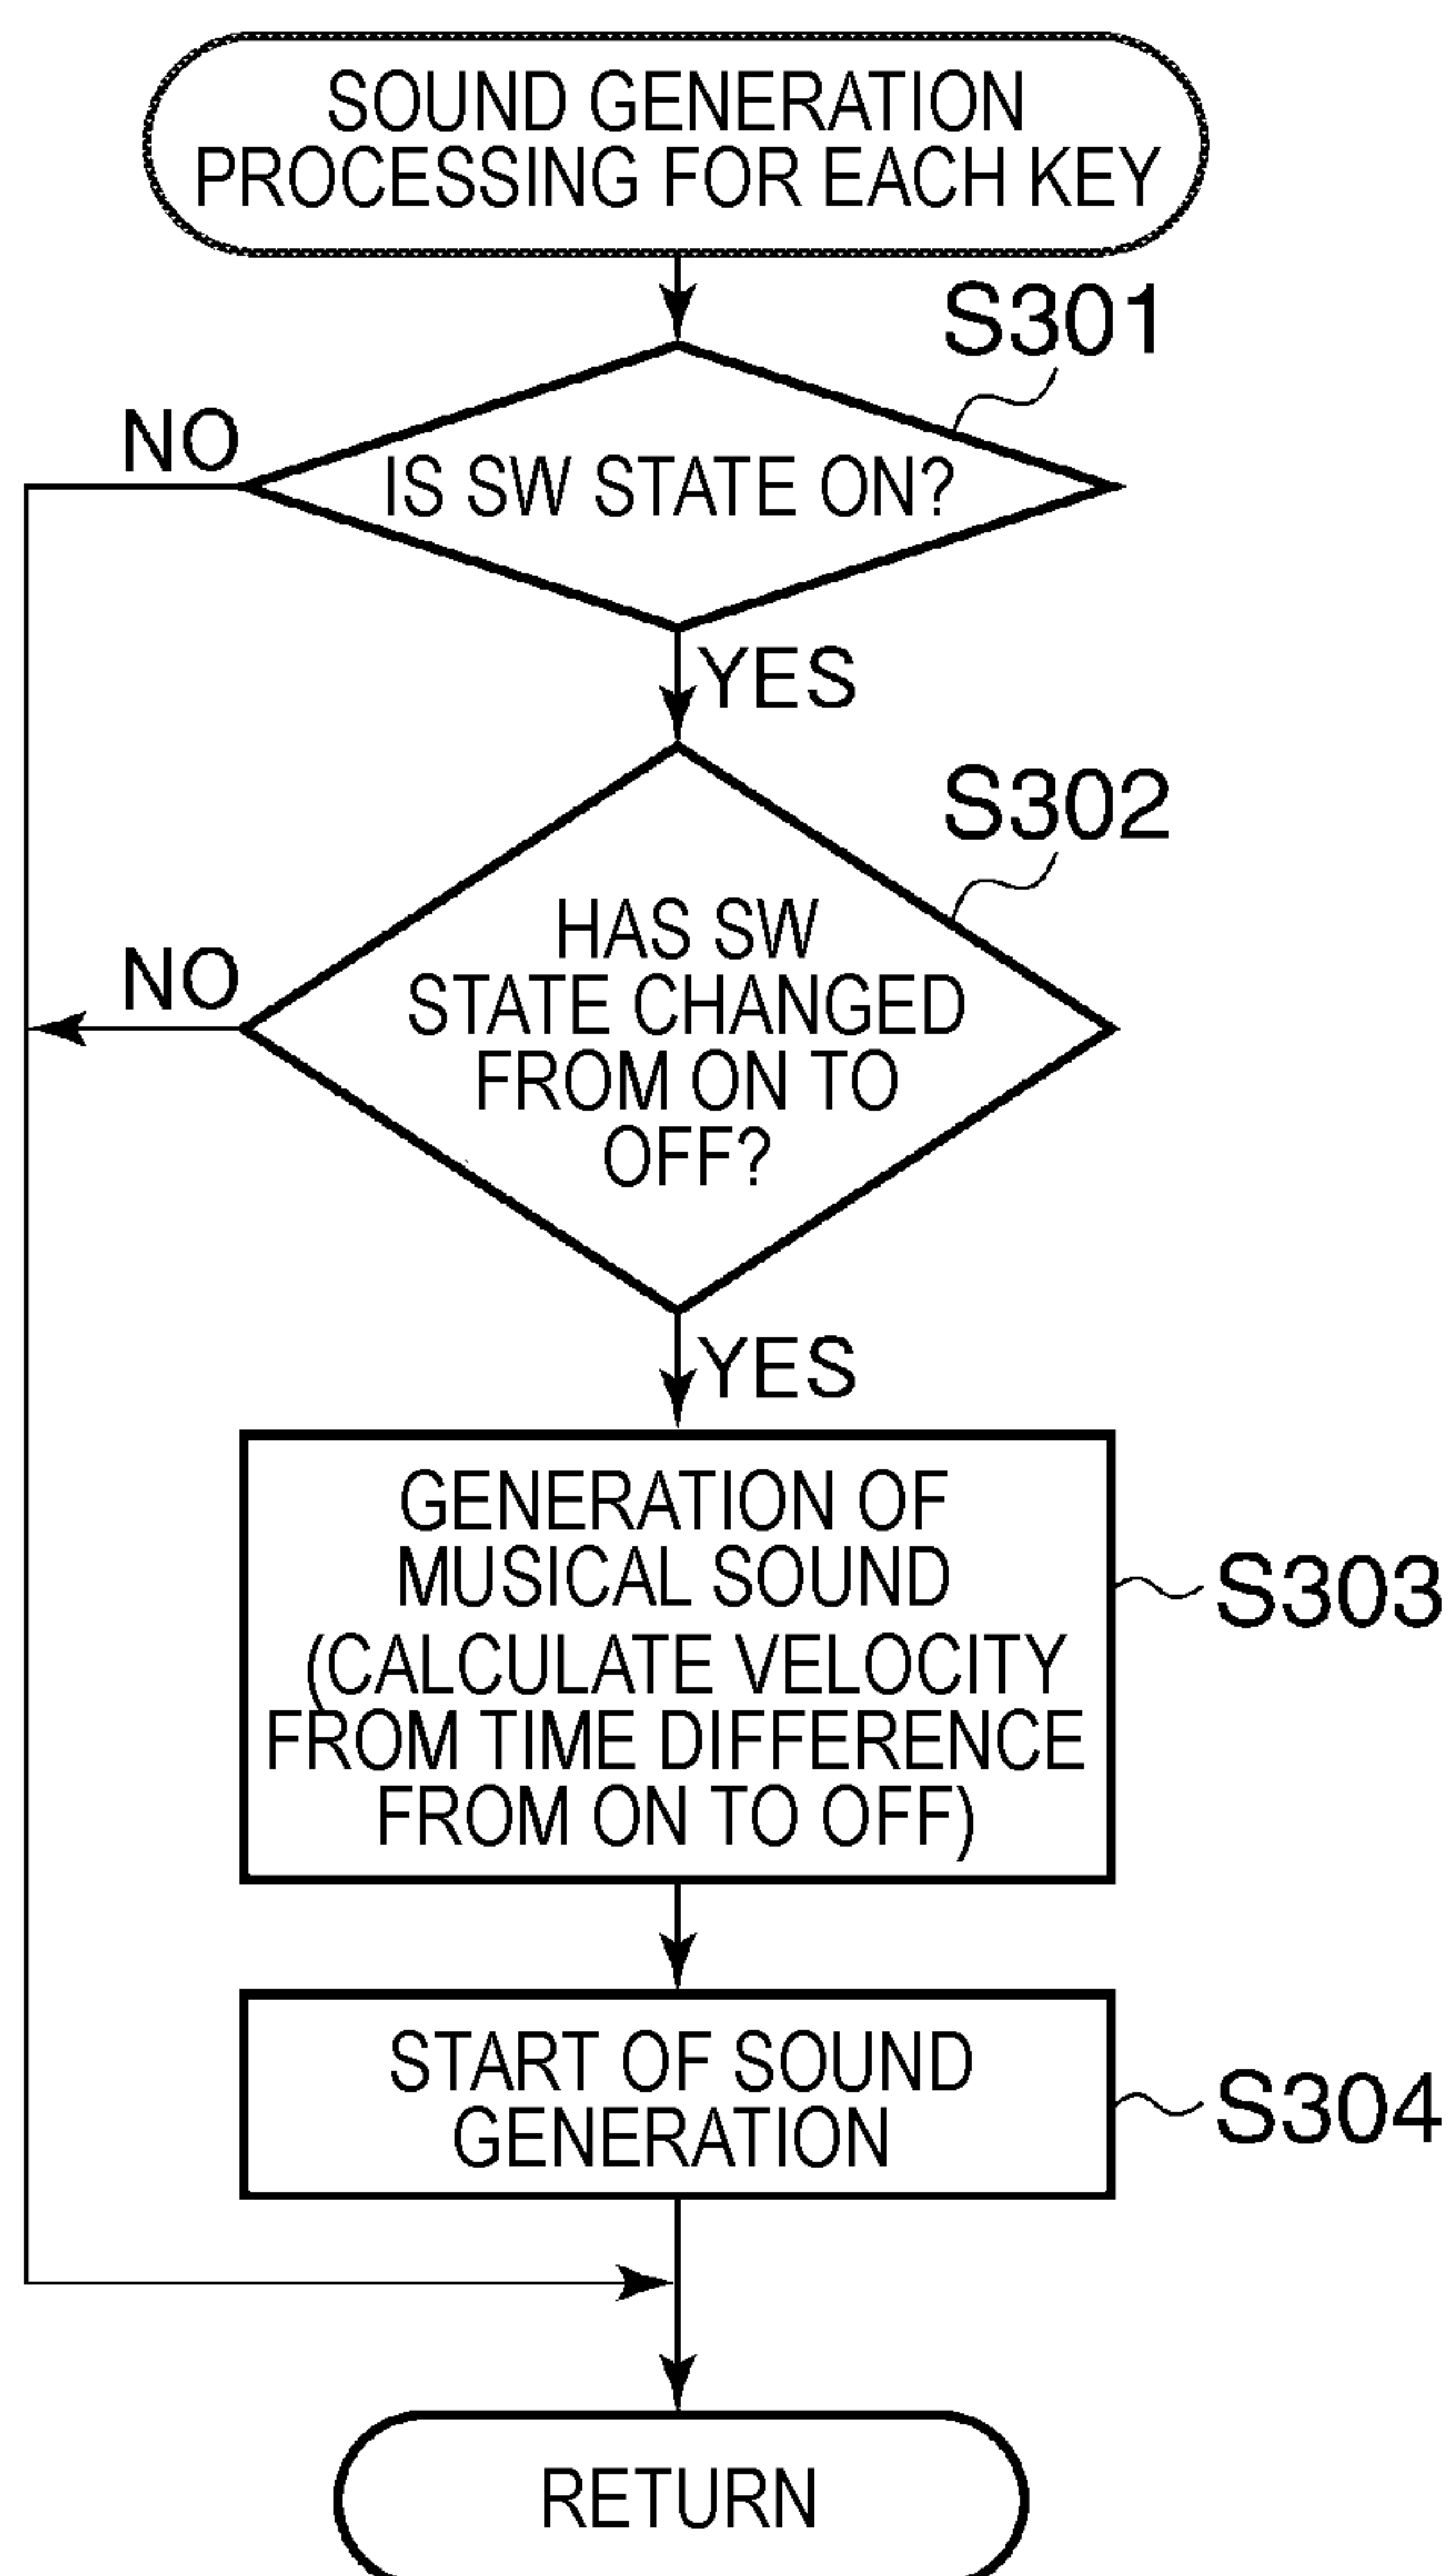 SOUND GENERATION
PROCESSING FOR EACH KEY
S301
NO
IS SW STATE ON?
YES
S302
HAS SW
STATE CHANGED
FROM ON TO
OFF?
NO
YES
GENERATION OF
MUSICAL SOUND
(CALCULATE VELOCITY
FROM TIME DIFFERENCE
FROM ON TO OFF)
S303
START OF SOUND
GENERATION
S304
RETURN